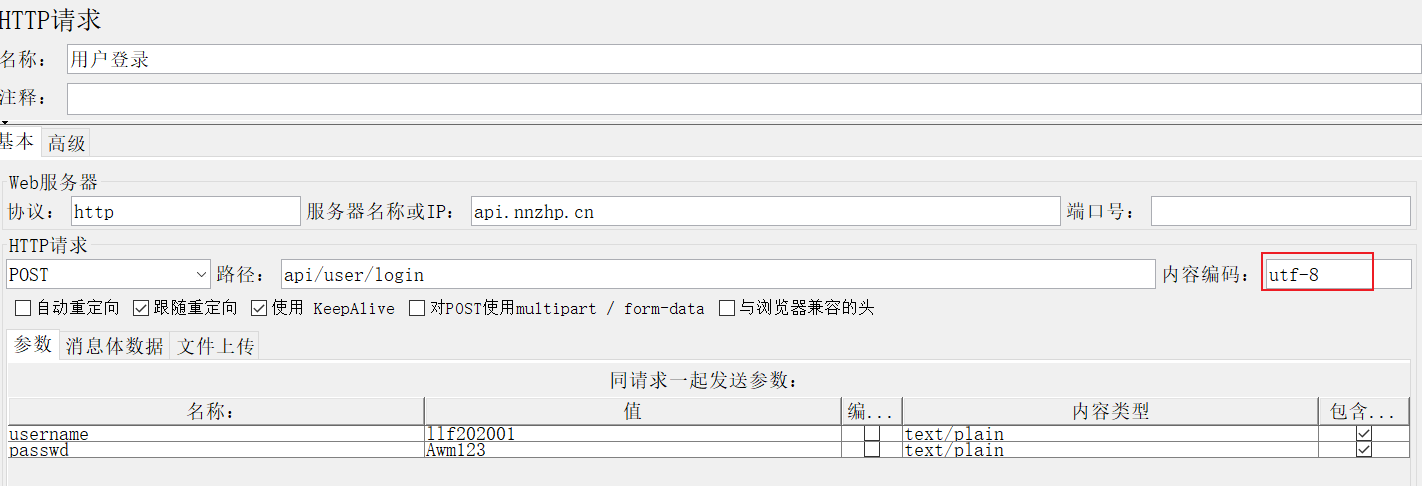 HTTP请求
名称： 用户登录
注释：
基本 高级
Web服务器
协议： http 服务器名称或IP： api.nnzhp.cn 端口号：
HTTP请求
POST 路径： api/user/login 内容编码： utf-8
自动重定向 跟随重定向 使用 KeepAlive 对POST使用multipart / form-data 与浏览器兼容的头
参数 消息体数据 文件上传
同请求一起发送参数：
名称： 值 编... 内容类型 包含...
username llf202001 text/plain
passwd Awm123 text/plain